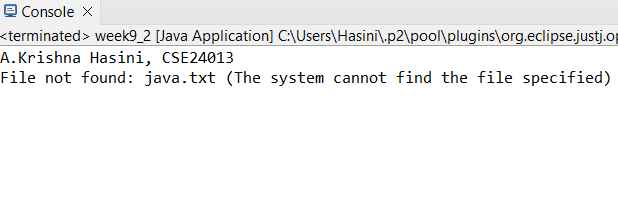 Console
<terminated> week9_2 [Java Application] C:\Users\Hasini\.p2\pool\plugins\org.eclipse.justj.op
A.Krishna Hasini, CSE24013
File not found: java.txt (The system cannot find the file specified)